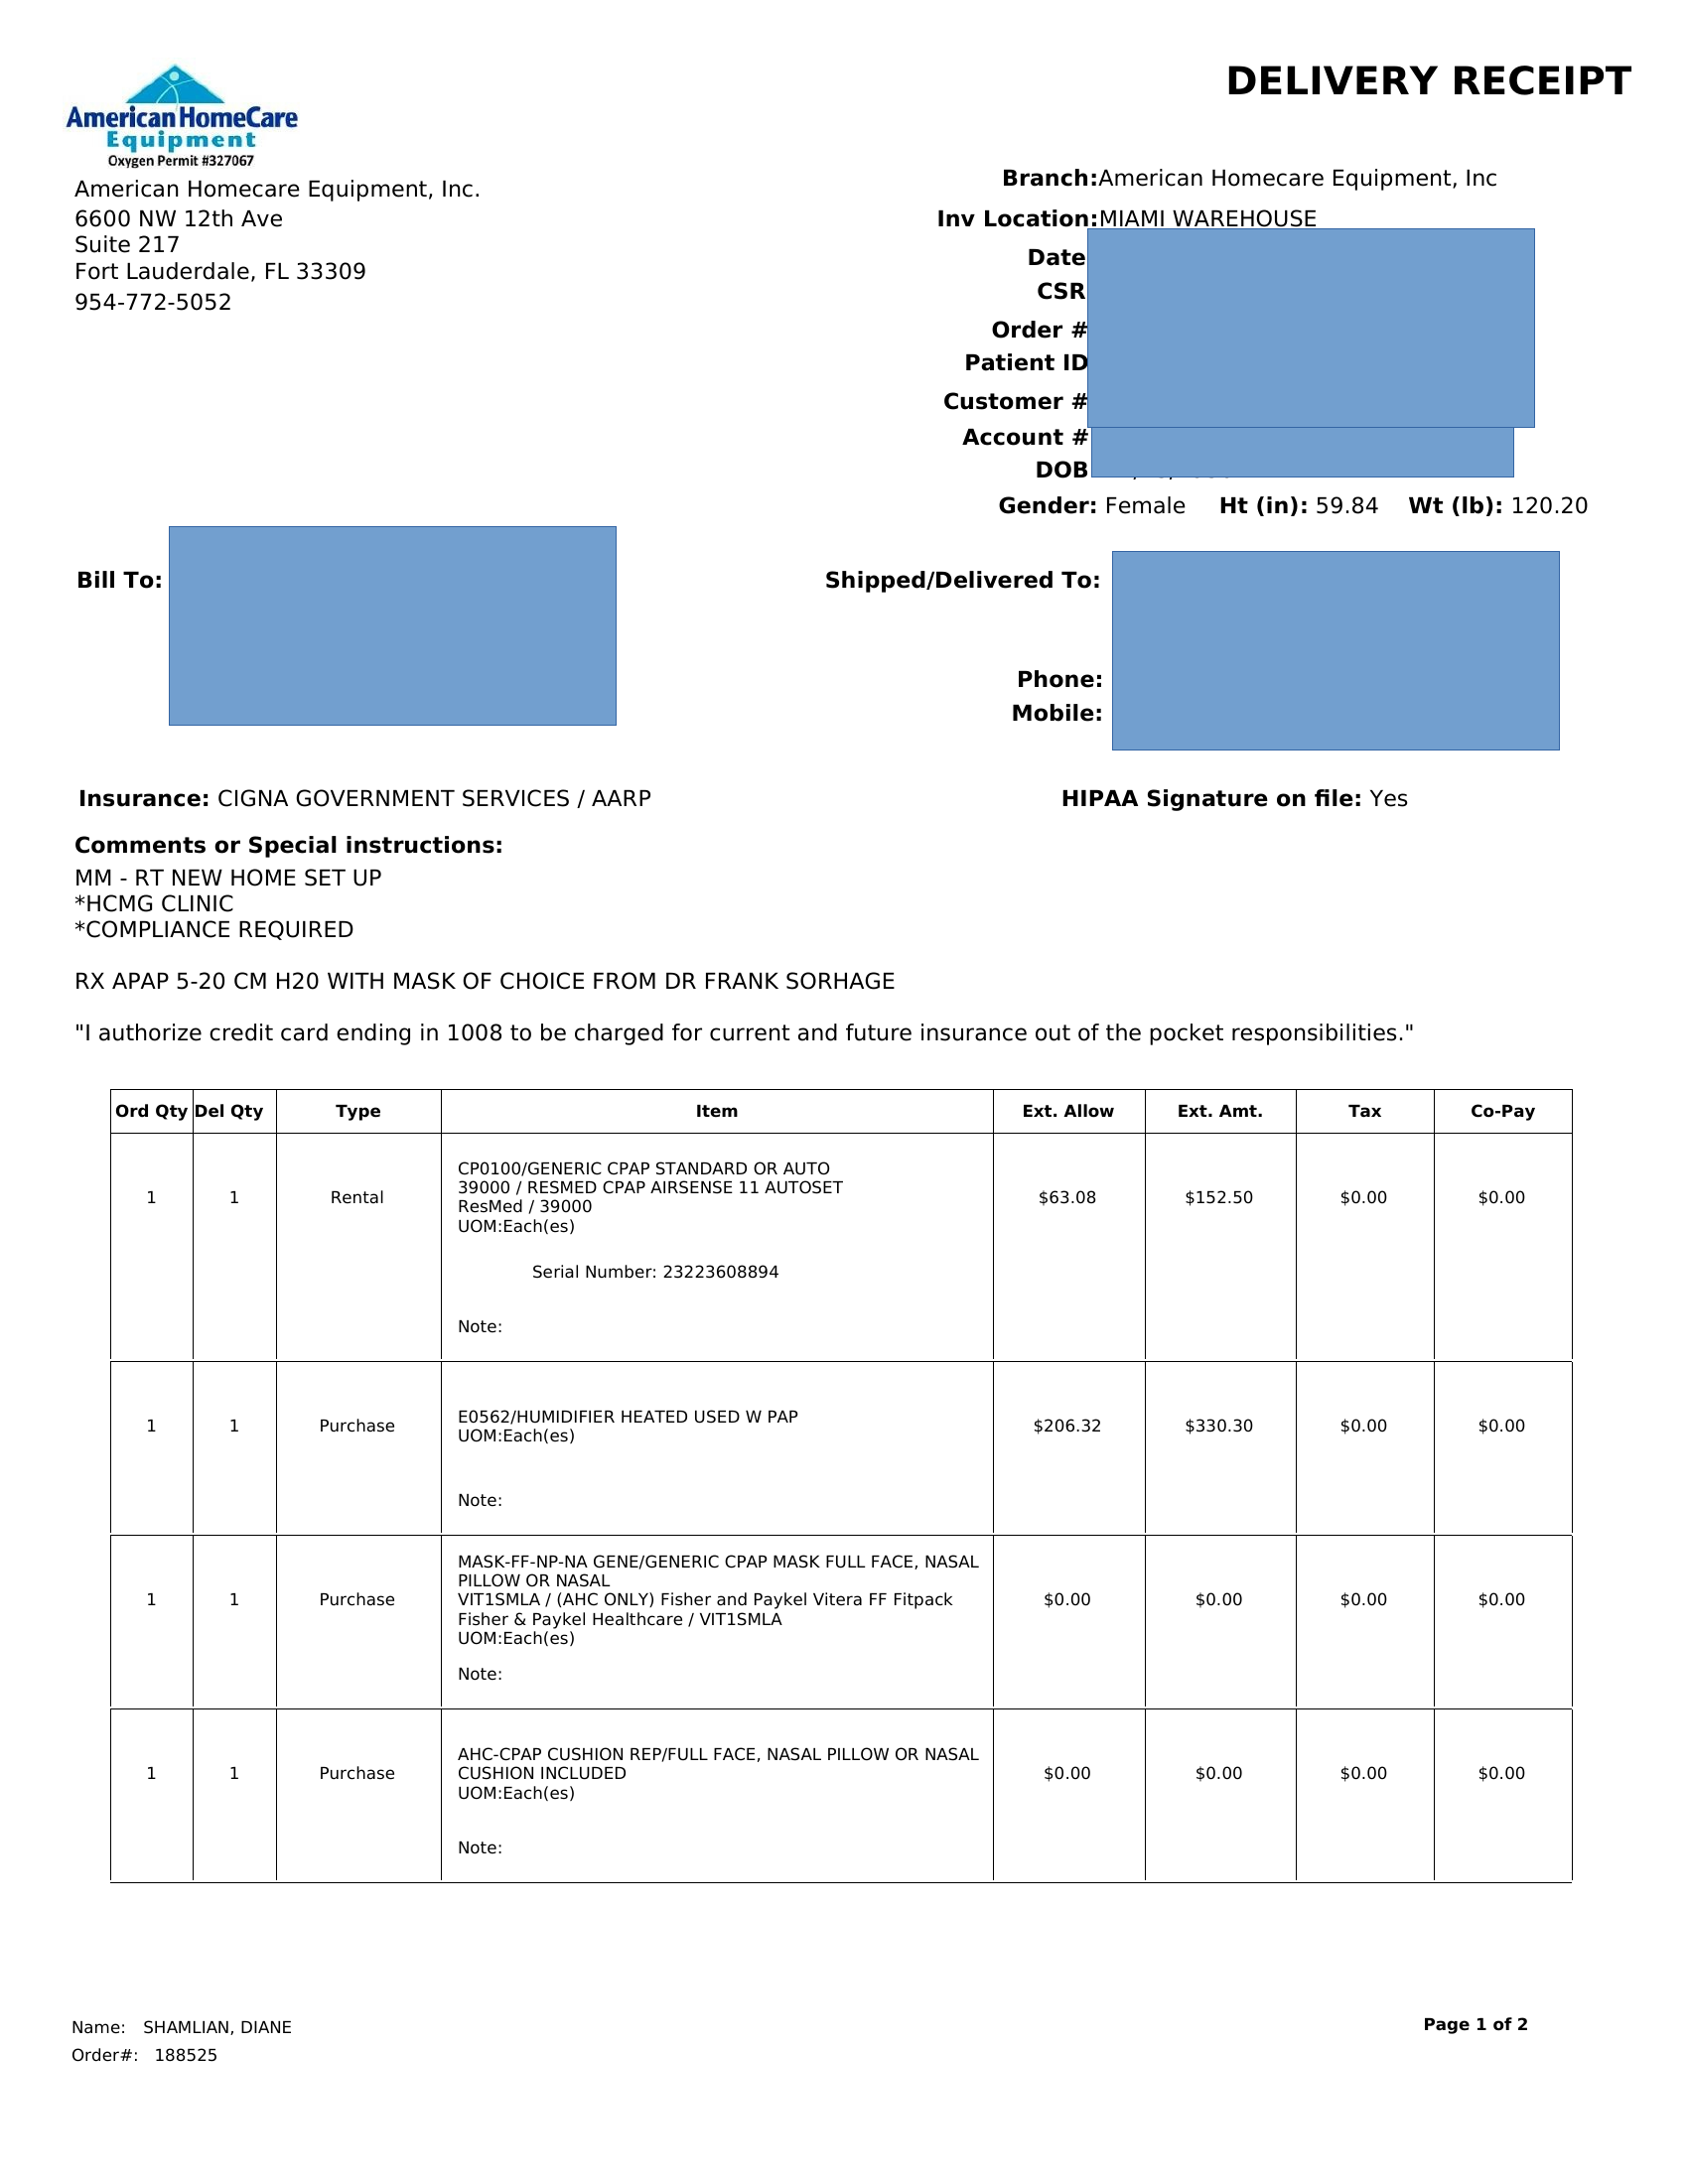 DELIVERY RECEIPT
American HomeCare
Equipment
Oxygen Permit #327067
American Homecare Equipment, Inc.
6600 NW 12th Ave
Suite 217
Fort Lauderdale, FL 33309
954-772-5052
Branch:American Homecare Equipment, Inc
Inv Location:MIAMI WAREHOUSE
Date
CSR
Order #
Patient ID
Customer #
Account #
DOB
Gender: Female Ht (in): 59.84 Wt (lb): 120.20
Bill To:
Shipped/Delivered To:
Phone:
Mobile:
Insurance: CIGNA GOVERNMENT SERVICES / AARP
HIPAA Signature on file: Yes
Comments or Special instructions:
MM - RT NEW HOME SET UP
*HCMG CLINIC
*COMPLIANCE REQUIRED
RX APAP 5-20 CM H20 WITH MASK OF CHOICE FROM DR FRANK SORHAGE
"I authorize credit card ending in 1008 to be charged for current and future insurance out of the pocket responsibilities."
Ord Qty Del Qty Type Item Ext. Allow Ext. Amt. Tax Co-Pay
CP0100/GENERIC CPAP STANDARD OR AUTO
39000 / RESMED CPAP AIRSENSE 11 AUTOSET
1 1 Rental $63.08 $152.50 $0.00 $0.00
ResMed / 39000
UOM:Each(es)
Serial Number: 23223608894
Note:
E0562/HUMIDIFIER HEATED USED W PAP
1 1 Purchase $206.32 $330.30 $0.00 $0.00
UOM:Each(es)
Note:
MASK-FF-NP-NA GENE/GENERIC CPAP MASK FULL FACE, NASAL
PILLOW OR NASAL
1 1 Purchase VIT1SMLA / (AHC ONLY) Fisher and Paykel Vitera FF Fitpack $0.00 $0.00 $0.00 $0.00
Fisher & Paykel Healthcare / VIT1SMLA
UOM:Each(es)
Note:
AHC-CPAP CUSHION REP/FULL FACE, NASAL PILLOW OR NASAL
1 1 Purchase CUSHION INCLUDED $0.00 $0.00 $0.00 $0.00
UOM:Each(es)
Note:
Name: SHAMLIAN, DIANE
Page 1 of 2
Order#: 188525